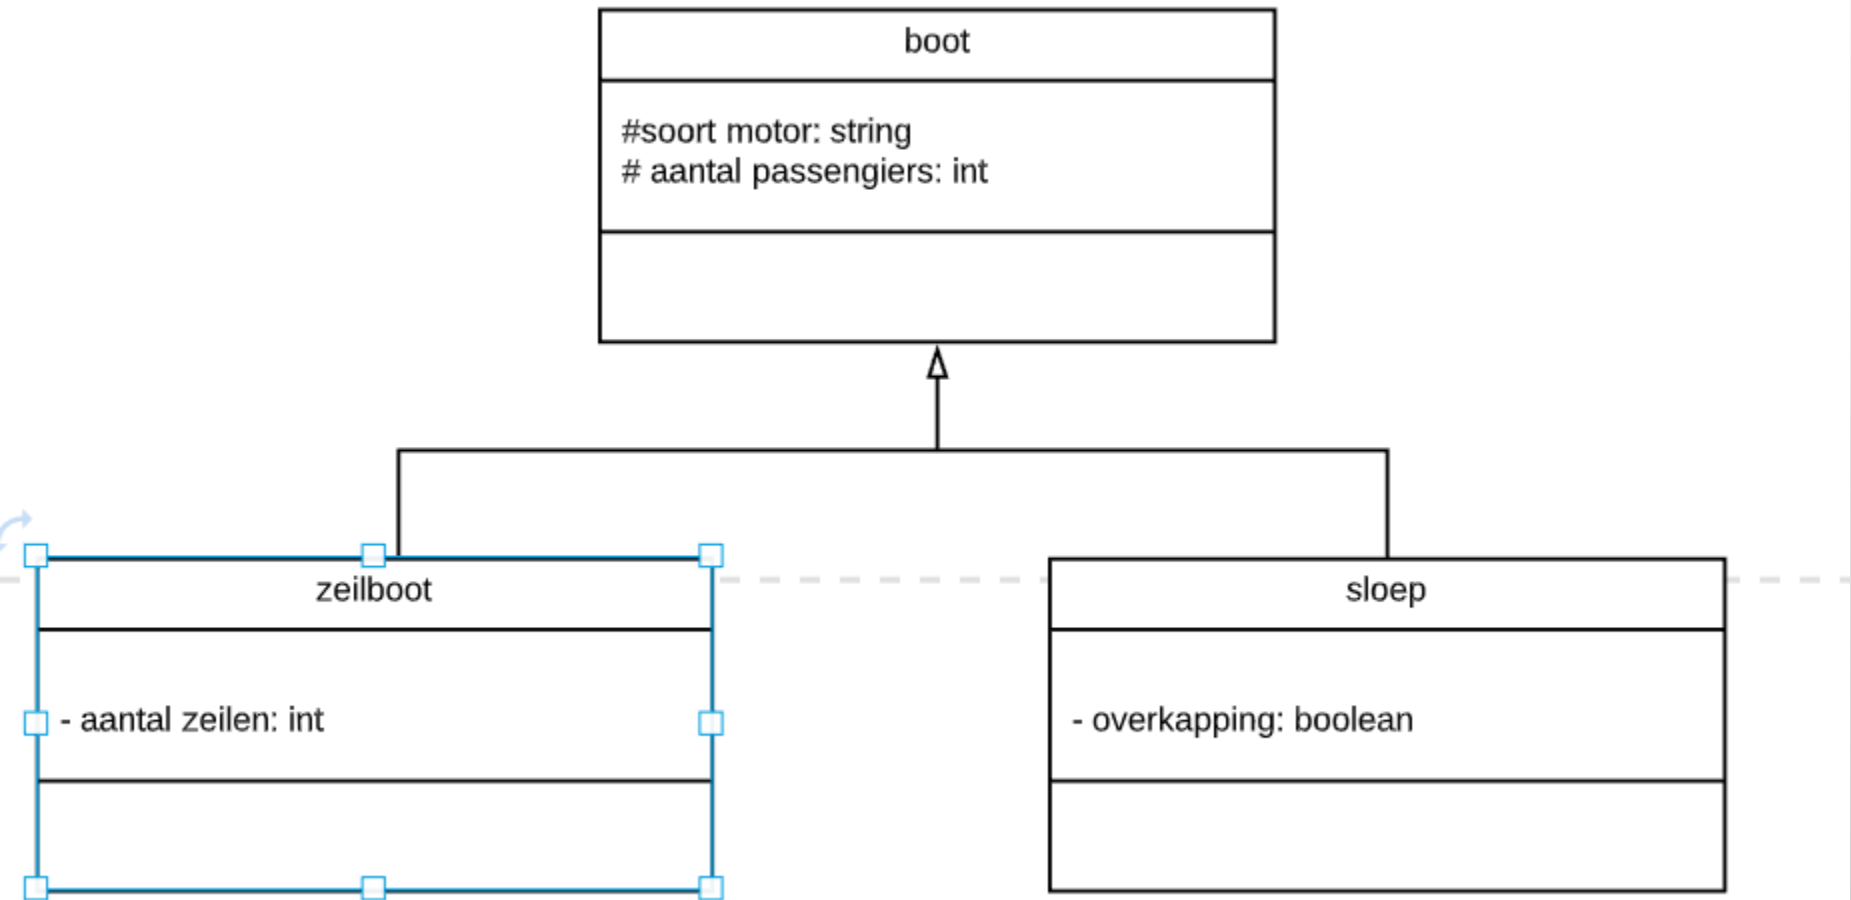 boot
#soort motor: string
# aantal passengiers: int
zeilboot
- aantal zeilen: int
sloep
- overkapping: boolean